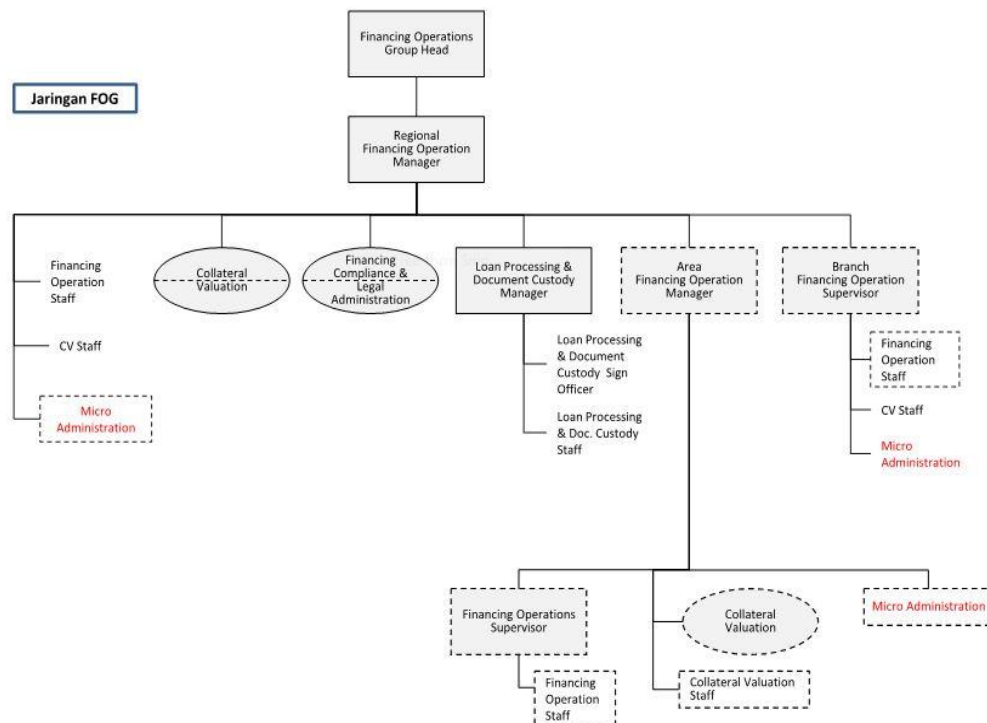 Financing Operations
Group Head
Jaringan FOG
Regional
Financing Operation
Manager
Financing
Operation
Staff
CV Staff
Micro
Administration
Collateral
Valuation
Financing
Compliance &
Legal
Administration
Loan Processing &
Document Custody
Manager
Loan Processing
& Document
Custody Sign
Officer
Loan Processing
& Doc. Custody
Staff
Area
Financing Operation
Manager
Branch
Financing Operation
Supervisor
Financing
Operation
Staff
CV Staff
Micro
Administration
Financing Operations
Supervisor
Financing
Operation
Staff
Collateral
Valuation
Collateral Valuation
Staff
Micro Administration